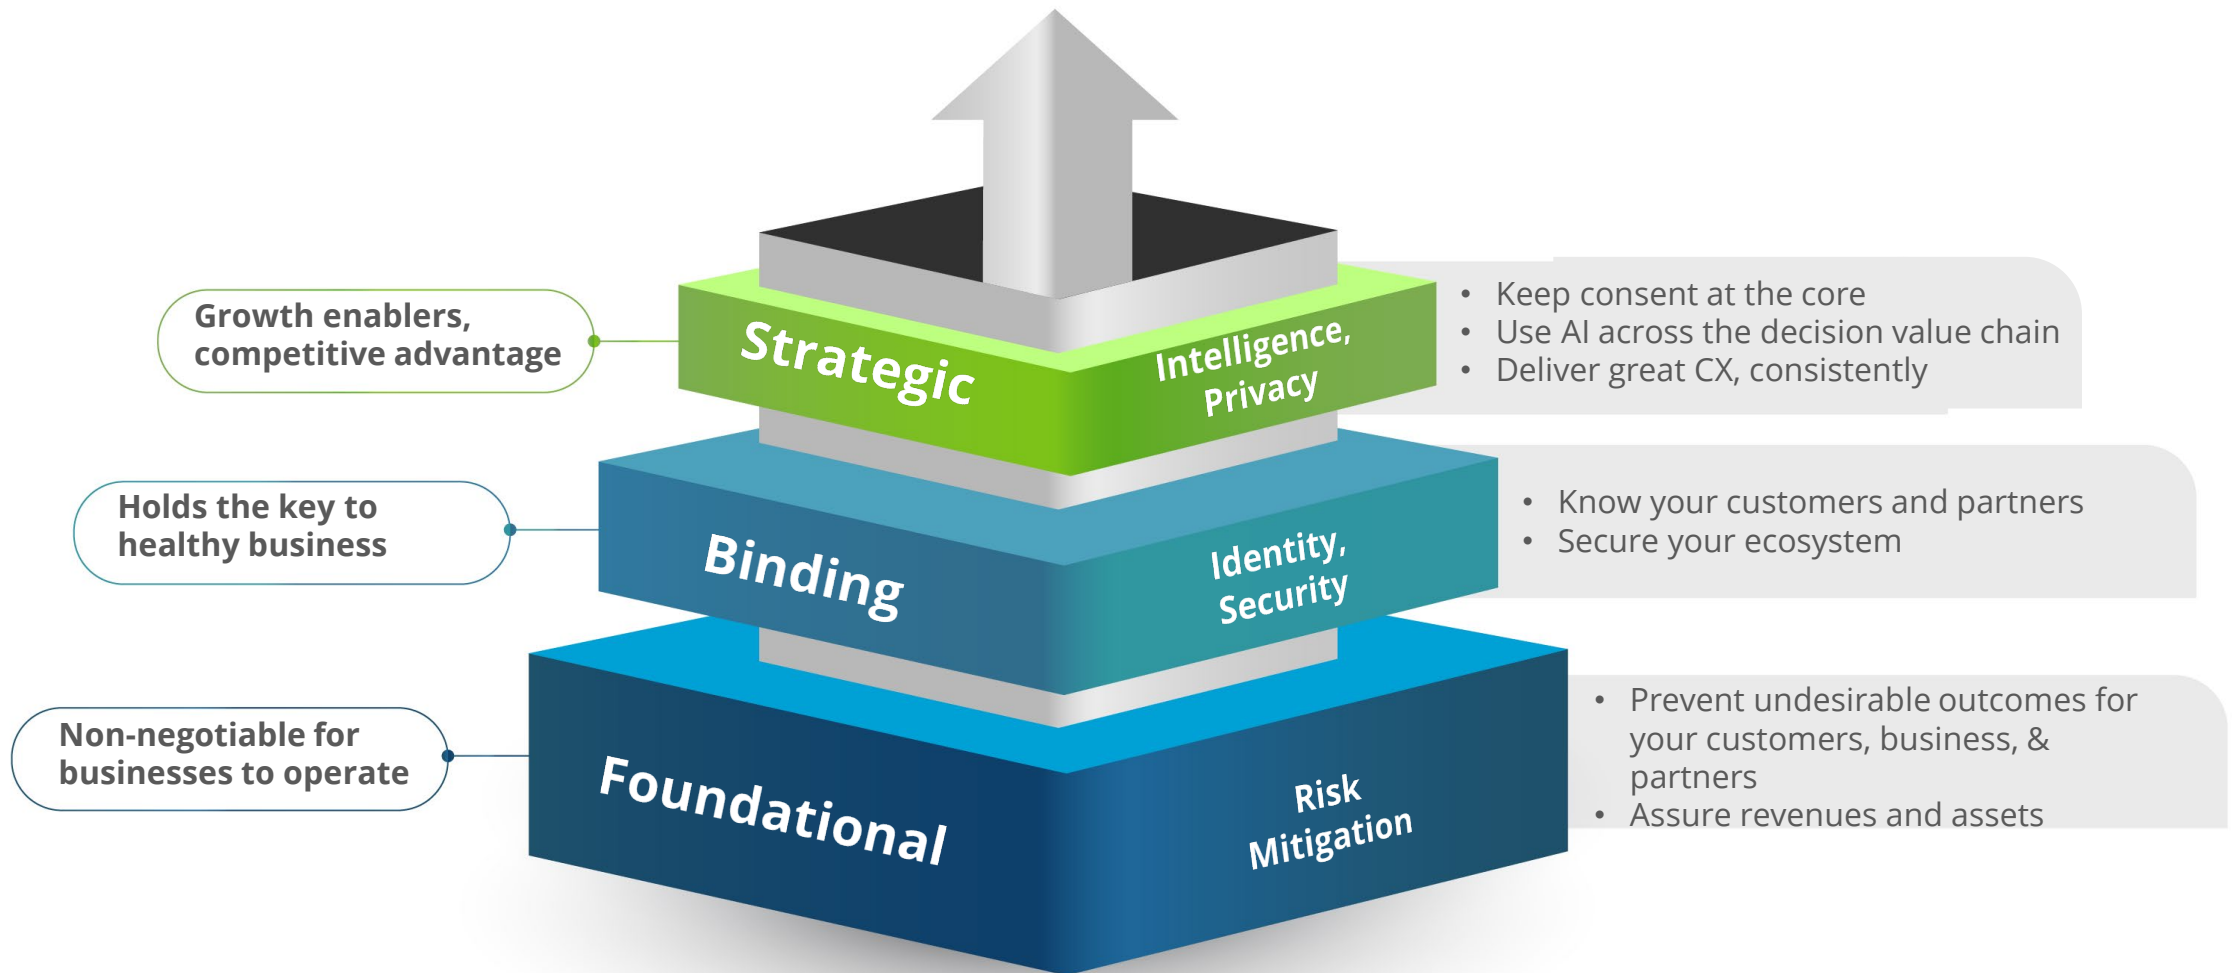 Growth enablers,
competitive advantage
Strategic
Intelligence,
Privacy
• Keep consent at the core
• Use AI across the decision value chain
• Deliver great CX, consistently
Holds the key to
healthy business
Binding
Identity,
Security
• Know your customers and partners
• Secure your ecosystem
Non-negotiable for
businesses to operate
Foundational
Risk
Mitigation
• Prevent undesirable outcomes for
your customers, business, &
partners
• Assure revenues and assets